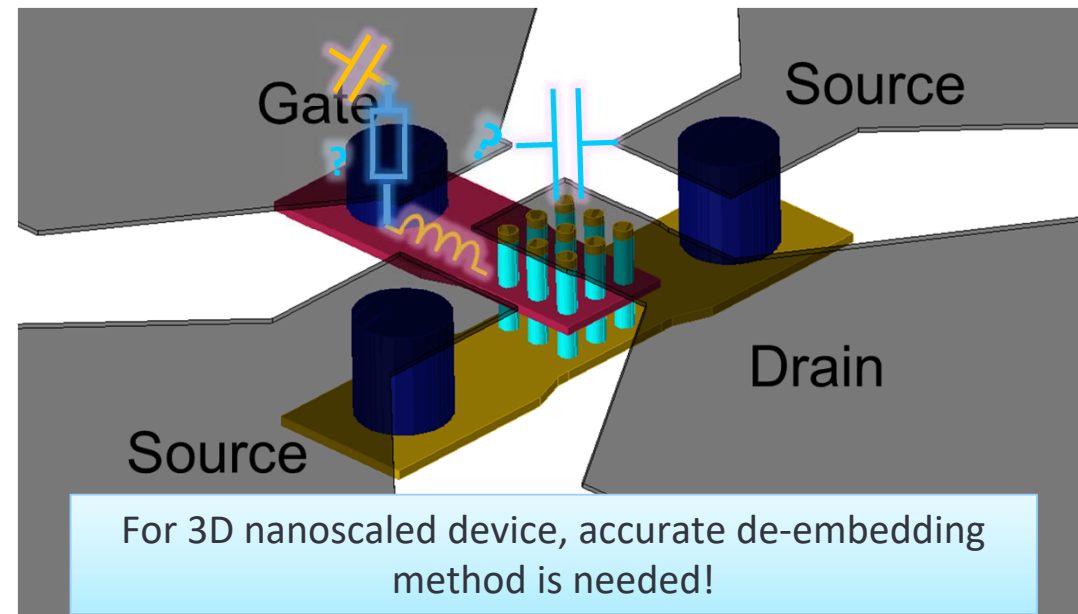 Gate
Source
?
?
Drain
Source
For 3D nanoscaled device, accurate de-embedding
method is needed!